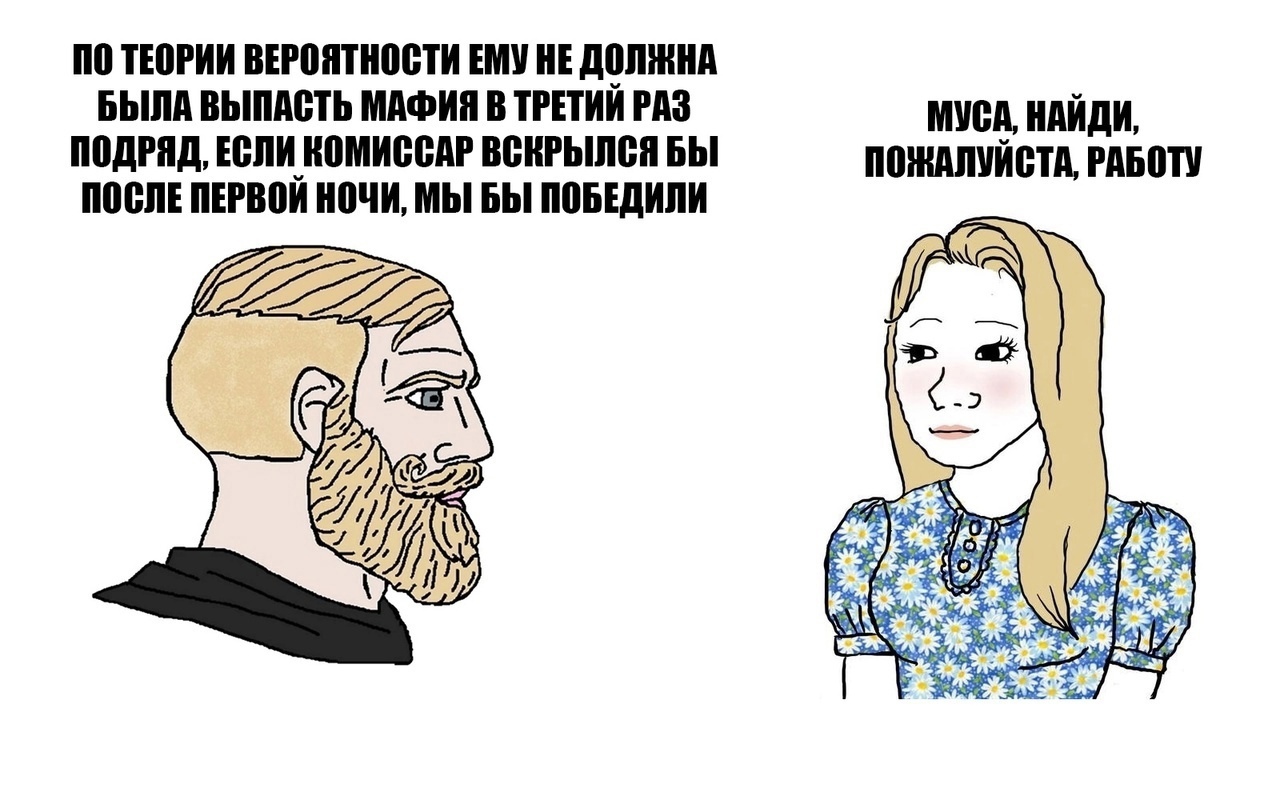 ПО ТЕОРИИ ВЕРОЯТНОСТИ ЕМУ НЕ ДОЛЖНА
БЫЛА ВЫПАСТЬ МАФИЯ В ТРЕТИЙ РАЗ
ПОДРЯД, ЕСЛИ КОМИССАР ВСКРЫЛСЯ БЫ
ПОСЛЕ ПЕРВОЙ НОЧИ, МЫ БЫ ПОБЕДИЛИ
МУСА, НАЙДИ,
ПОЖАЛУЙСТА, РАБОТУ